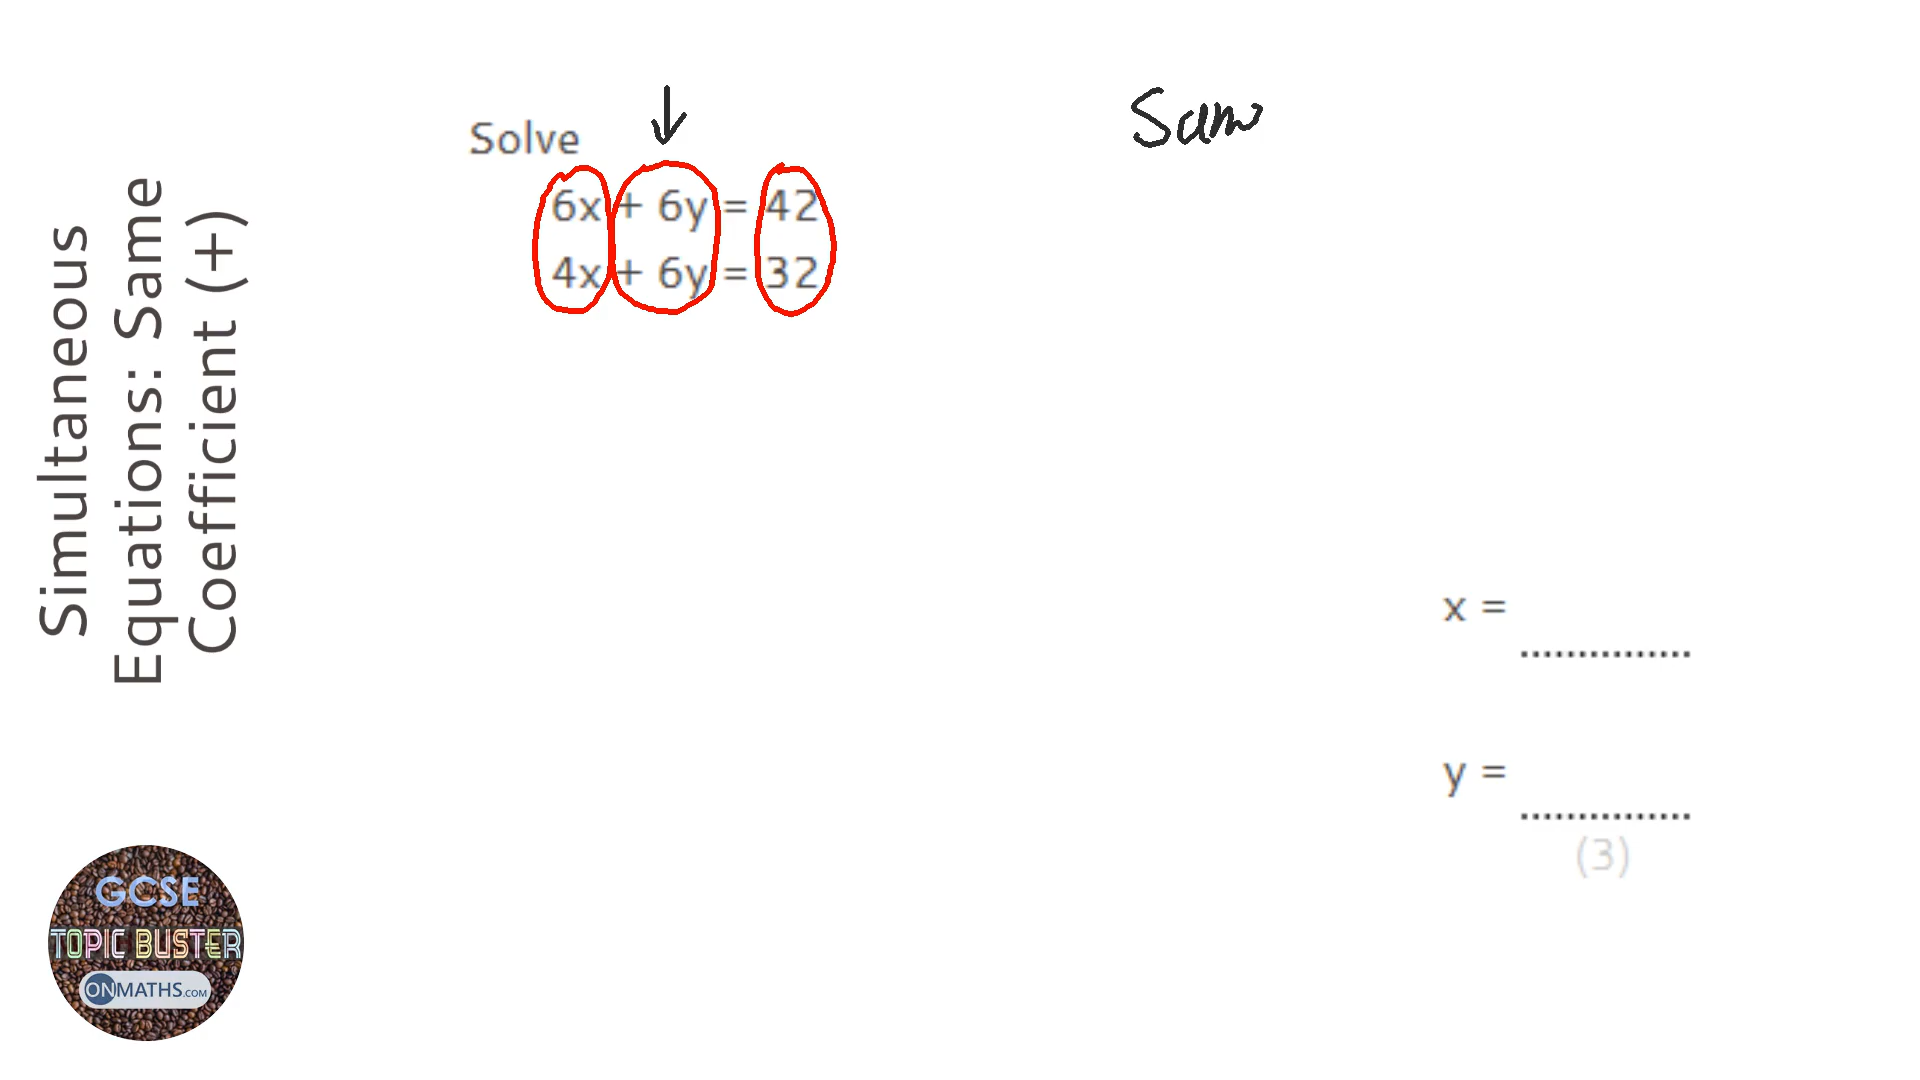 Simultaneous
Equations: Same
Coefficient (+)
Solve
6x + 6y = 42
4x + 6y = 32
Sam
x =
...............
y =
...............
(3)
GCSE
TOPIC BUSTER
ONMATHS.COM